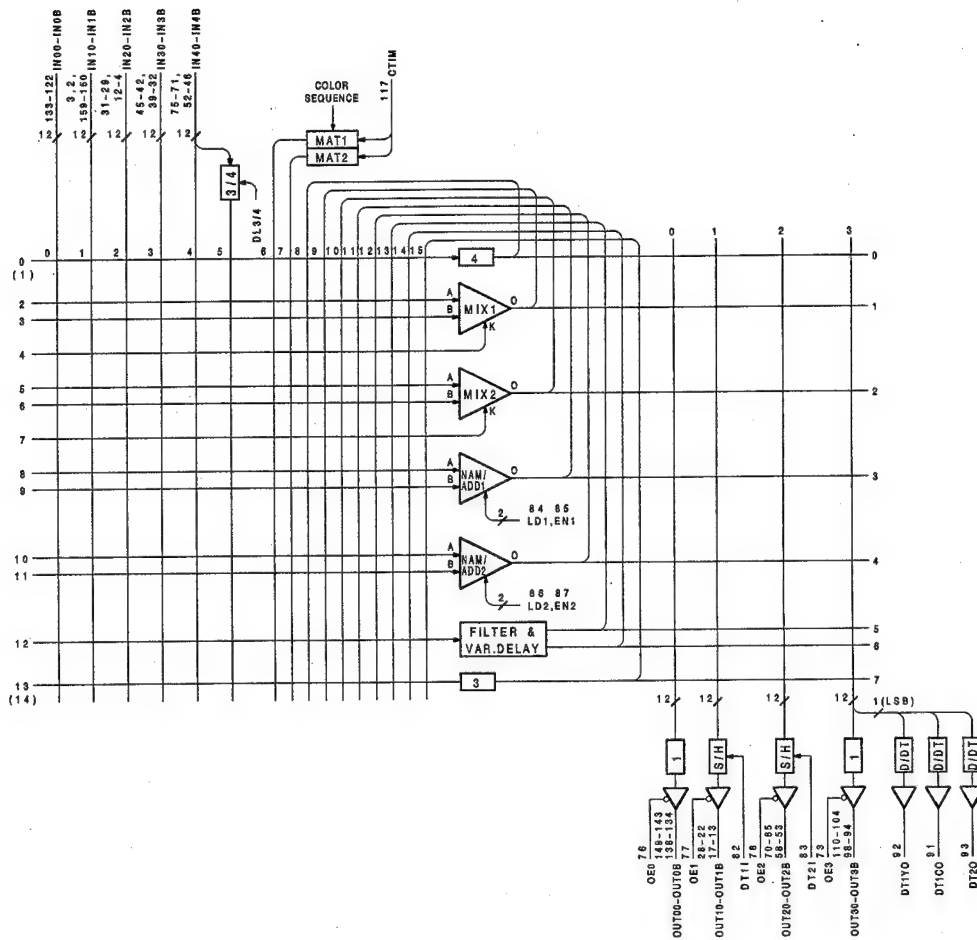 133-122 IN00-IN0B
3,2, 159-150 IN10-IN1B
31-29, 12-4 IN20-IN2B
45-42, 39-32 IN30-IN3B
75-71, 52-46 IN40-IN4B
117 CTIM
COLOR
SEQUENCE
12 12 12 12 12
MAT1
MAT2
3/4
DL3/4
0 1 2 3 4 5 6 7 8 9 10 11 12 13 14 15
0 1 2 3
0
(1)
4
0
2
3
A
B
MIX1
O
K
1
4
5
6
A
B
MIX2
O
K
2
7
8
9
A
B
NAM/
ADD1
O
3
2
84 85
LD1,EN1
10
11
A
B
NAM/
ADD2
O
4
2
86 87
LD2,EN2
12
FILTER &
VAR.DELAY
5
6
13
(14)
3
7
12 12 12 12
1(LSB)
1 S/H S/H 1 D/DT D/DT D/DT
76 OE0
149-143
138-134 OUT00-OUT0B
77 OE1
28-22
17-13 OUT10-OUT1B
82 DT1I
78 OE2
70-65
58-53 OUT20-OUT2B
83 DT2I
73 OE3
110-104
98-94 OUT30-OUT3B
92 DT1YO
91 DT1CO
93 DT2O